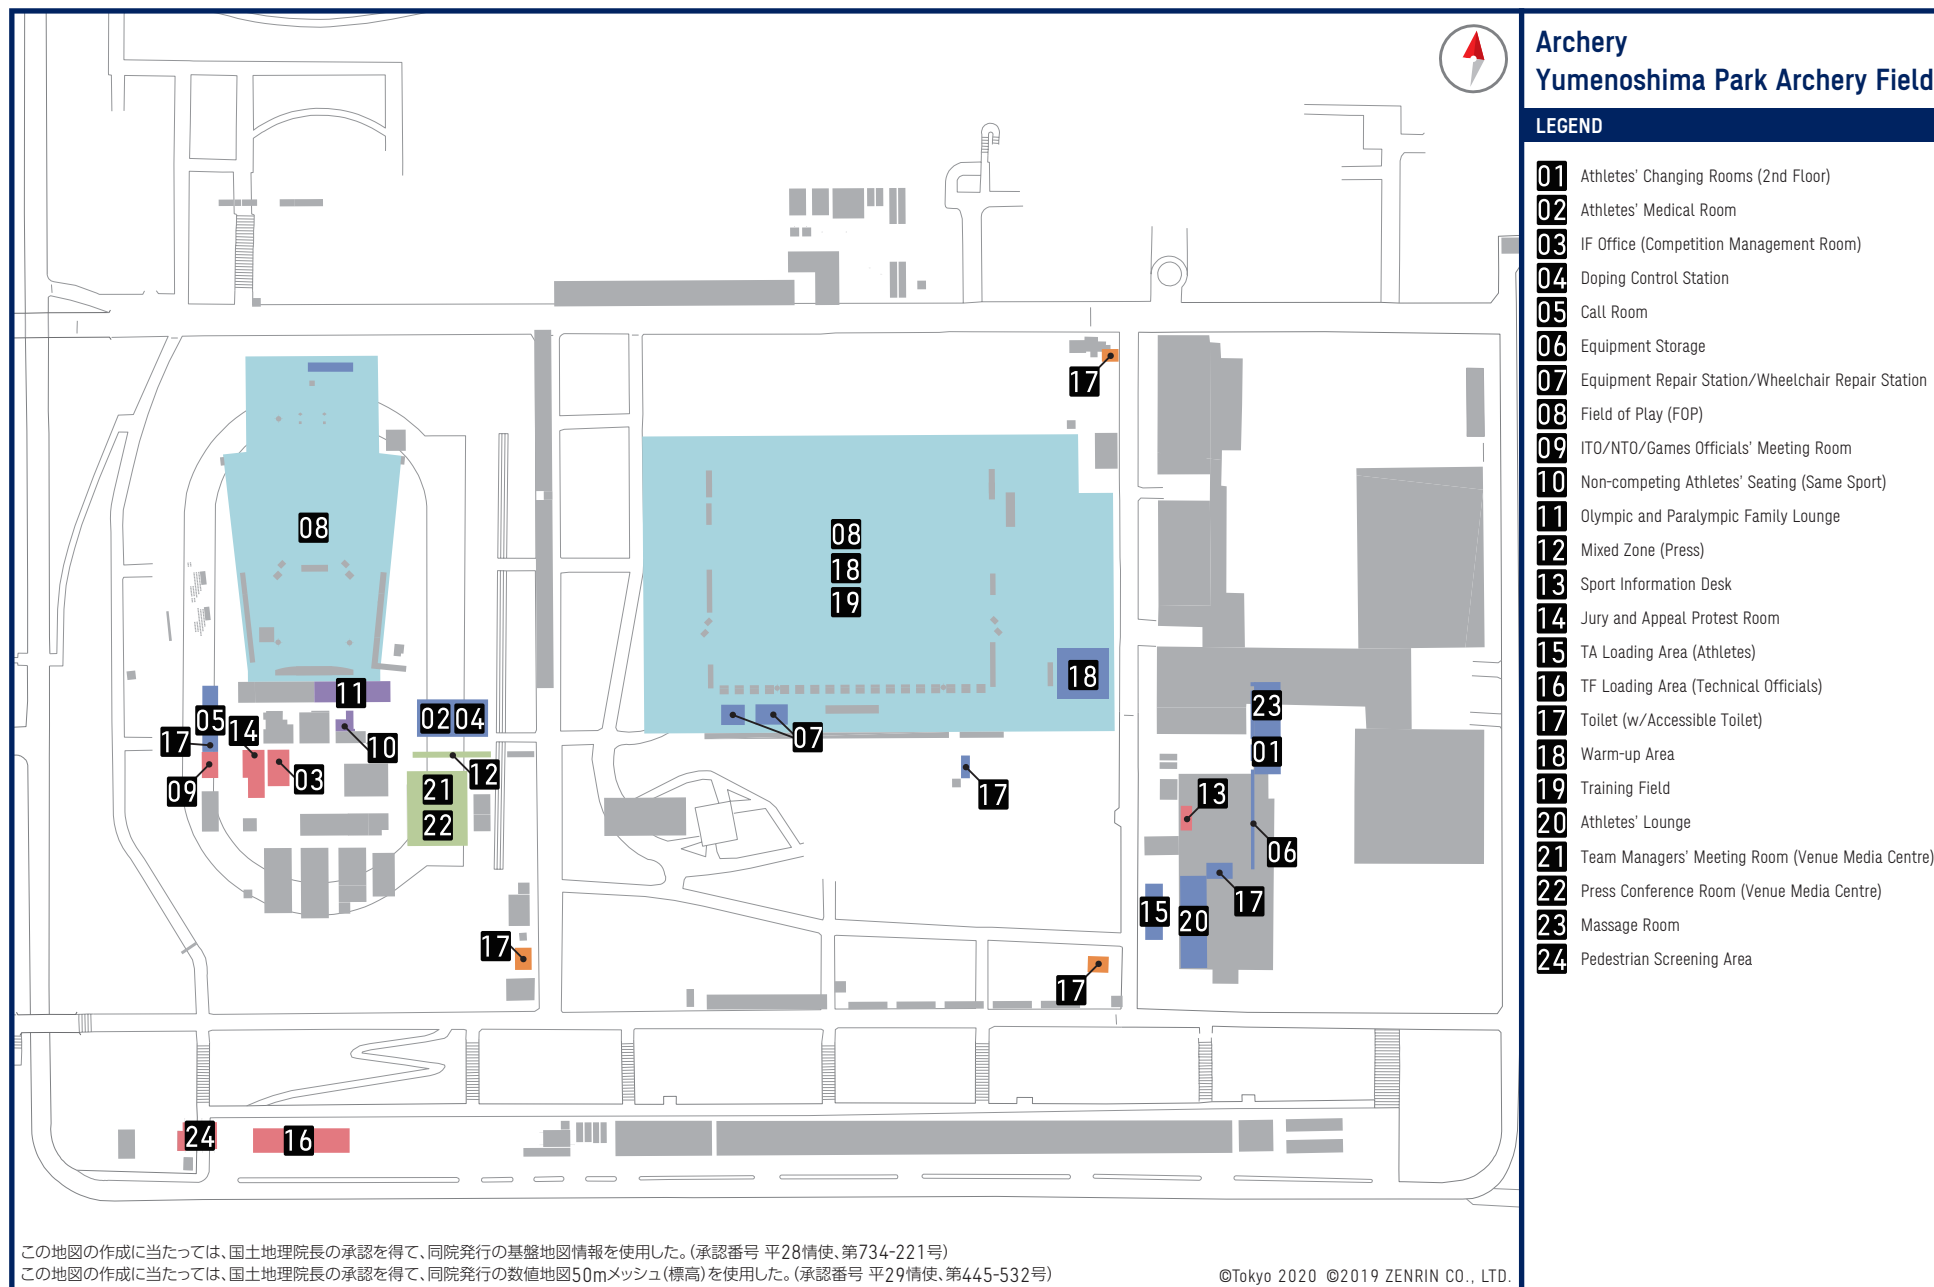 Archery
Yumenoshima Park Archery Field
LEGEND
01 Athletes' Changing Rooms (2nd Floor)
02 Athletes' Medical Room
03 IF Office (Competition Management Room)
04 Doping Control Station
05 Call Room
06 Equipment Storage
07 Equipment Repair Station/Wheelchair Repair Station
08 Field of Play (FOP)
09 ITO/NTO/Games Officials' Meeting Room
10 Non-competing Athletes' Seating (Same Sport)
11 Olympic and Paralympic Family Lounge
12 Mixed Zone (Press)
13 Sport Information Desk
14 Jury and Appeal Protest Room
15 TA Loading Area (Athletes)
16 TF Loading Area (Technical Officials)
17 Toilet (w/Accessible Toilet)
18 Warm-up Area
19 Training Field
20 Athletes' Lounge
21 Team Managers' Meeting Room (Venue Media Centre)
22 Press Conference Room (Venue Media Centre)
23 Massage Room
24 Pedestrian Screening Area
17
08
08
18
19
18
11
05
02 04
23
14
17
10
07
01
12
03
09
21
17
13
22
06
15
20
17
17
17
24
16
この地図の作成に当たっては、国土地理院長の承認を得て、同院発行の基盤地図情報を使用した。(承認番号 平28情使、第734-221号)
この地図の作成に当たっては、国土地理院長の承認を得て、同院発行の数値地図50mメッシュ(標高)を使用した。(承認番号 平29情使、第445-532号)
©Tokyo 2020 ©2019 ZENRIN CO., LTD.